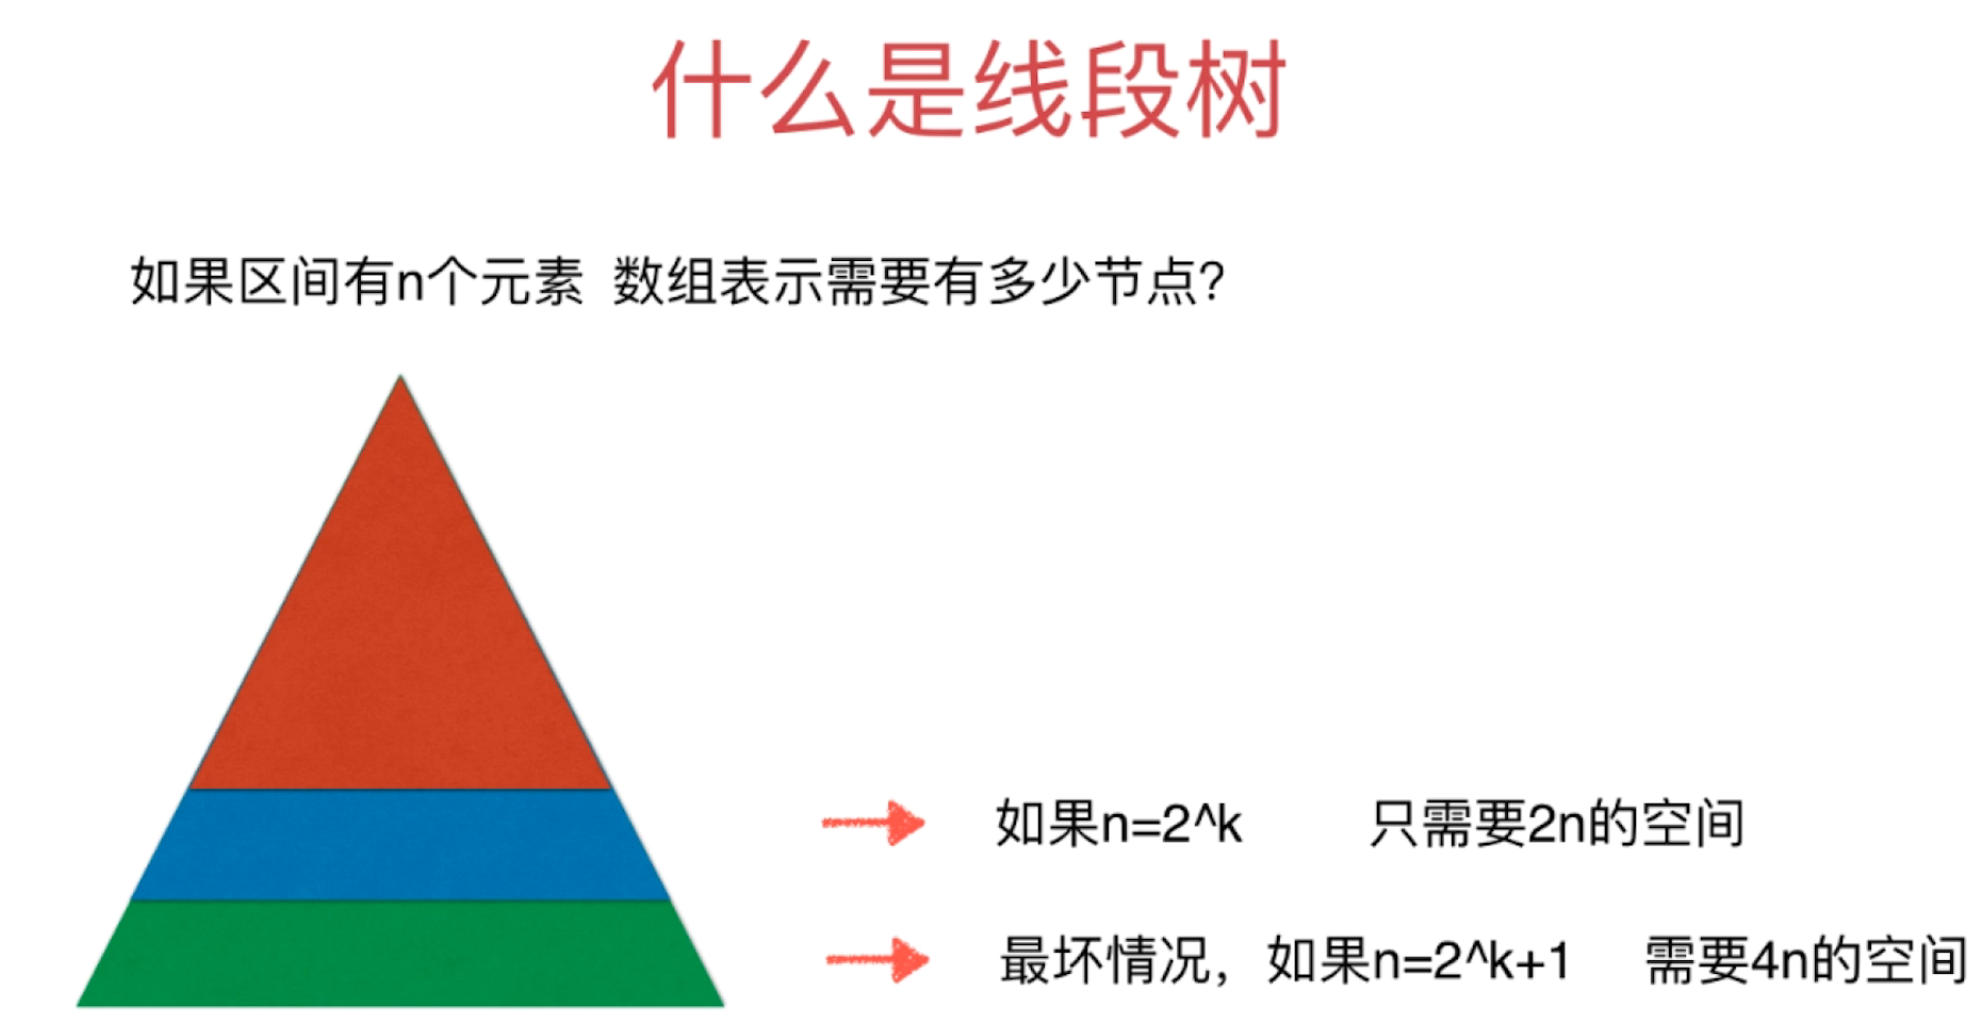 什么是线段树
如果区间有n个元素 数组表示需要有多少节点?
如果n=2^k 只需要2n的空间
最坏情况，如果n=2^k+1 需要4n的空间